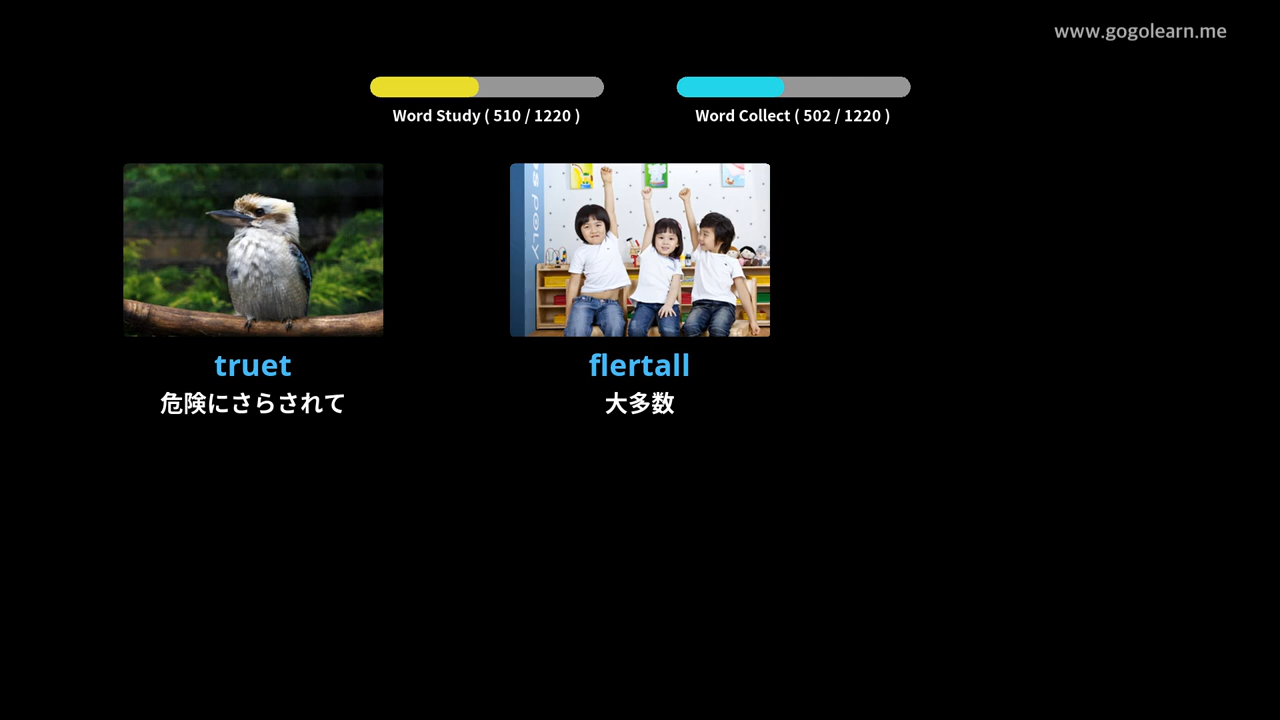 www.gogolearn.me
Word Study ( 510 / 1220 )
Word Collect ( 502 / 1220 )
POLY
truet
危険にさらされて
flertall
大多数